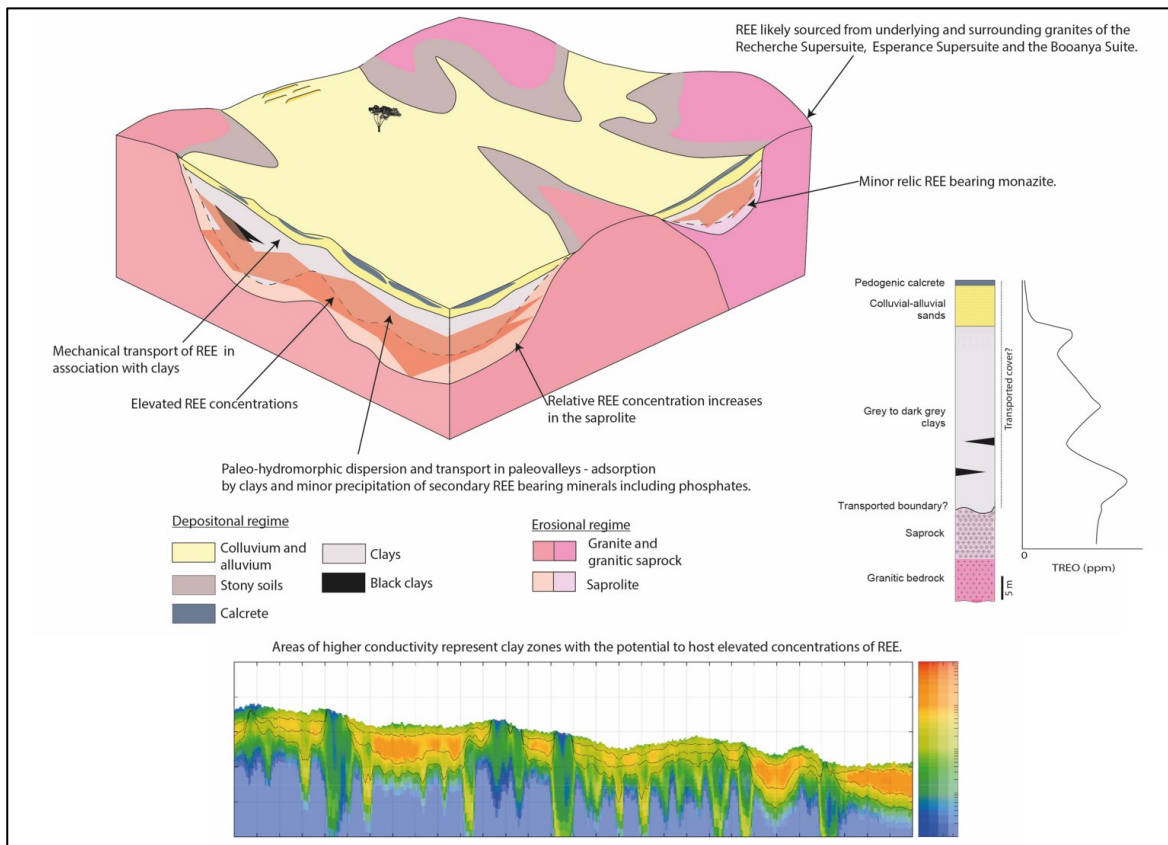 REE likely sourced from underlying and surrounding granites of the
Recherche Supersuite, Esperance Supersuite and the Booanya Suite.
Minor relic REE bearing monazite.
Mechanical transport of REE in
association with clays
Elevated REE concentrations
Relative REE concentration increases
in the saprolite
Paleo-hydromorphic dispersion and transport in paleovalleys - adsorption
by clays and minor precipitation of secondary REE bearing minerals including phosphates.
Pedogenic calcrete
Colluvial-alluvial
sands
Grey to dark grey
clays
Transported cover?
Transported boundary?
Saprock
Granitic bedrock
5 m
0
TREO (ppm)
Depositonal regime
Colluvium and
alluvium
Stony soils
Calcrete
Clays
Black clays
Erosional regime
Granite and
granitic saprock
Saprolite
Areas of higher conductivity represent clay zones with the potential to host elevated concentrations of REE.